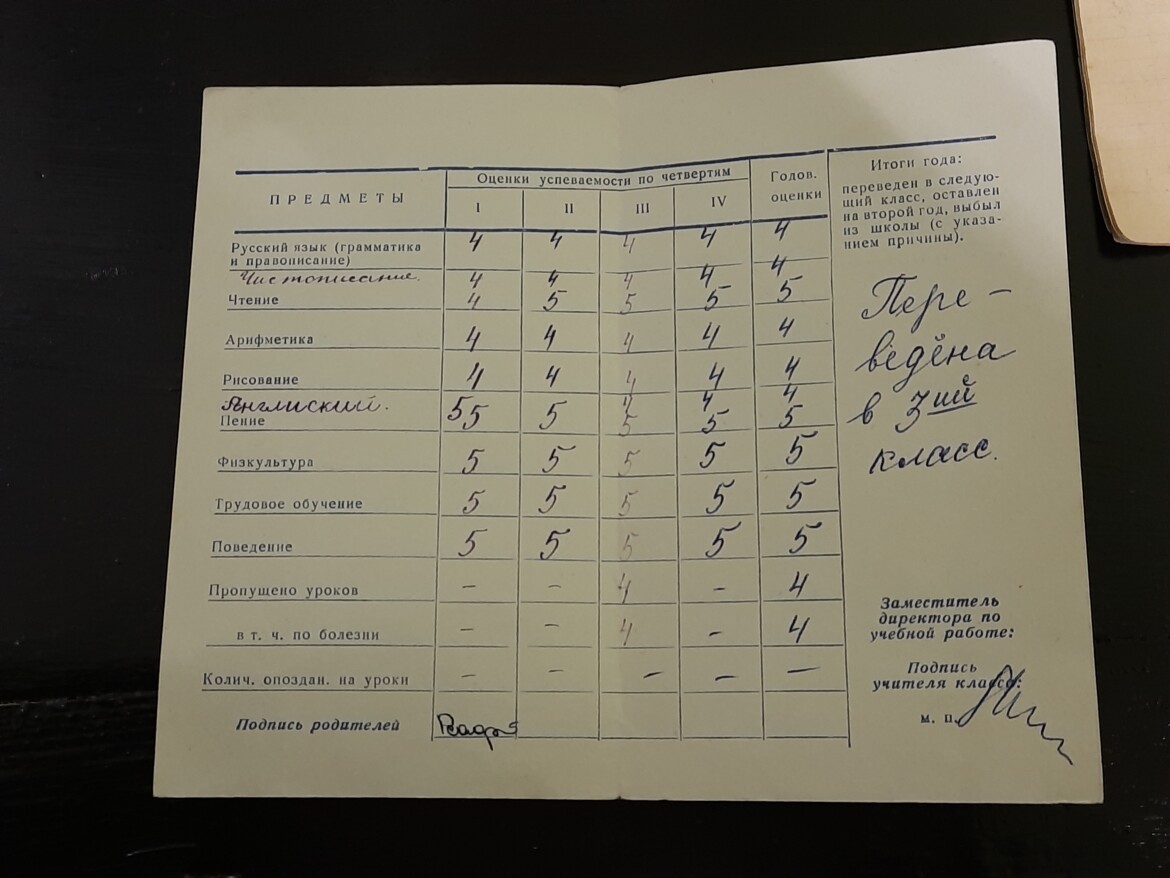 ПРЕДМЕТЫ Оценки успеваемости по четвертям Годов. оценки
I II III IV
Русский язык (грамматика и правописание) 4 4 4 4 4
Чистописание. 4 4 4 4 4
Чтение 4 5 5 5 5
Арифметика 4 4 4 4 4
Рисование 4 4 4 4 4
Англиский. 5 4 4 4
Пение 5 5 5 5 5
Физкультура 5 5 5 5 5
Трудовое обучение 5 5 5 5 5
Поведение 5 5 5 5 5
Пропущено уроков – – 4 – 4
в т. ч. по болезни – – 4 – 4
Колич. опоздан. на уроки – – – – –
Подпись родителей
Итоги года:
переведен в следую-
щий класс, оставлен
на второй год, выбыл
из школы (с указа-
нием причины).
Пере-
ведёна
в 3ий
класс.
Заместитель
директора по
учебной работе:
Подпись
учителя класса:
м. п.